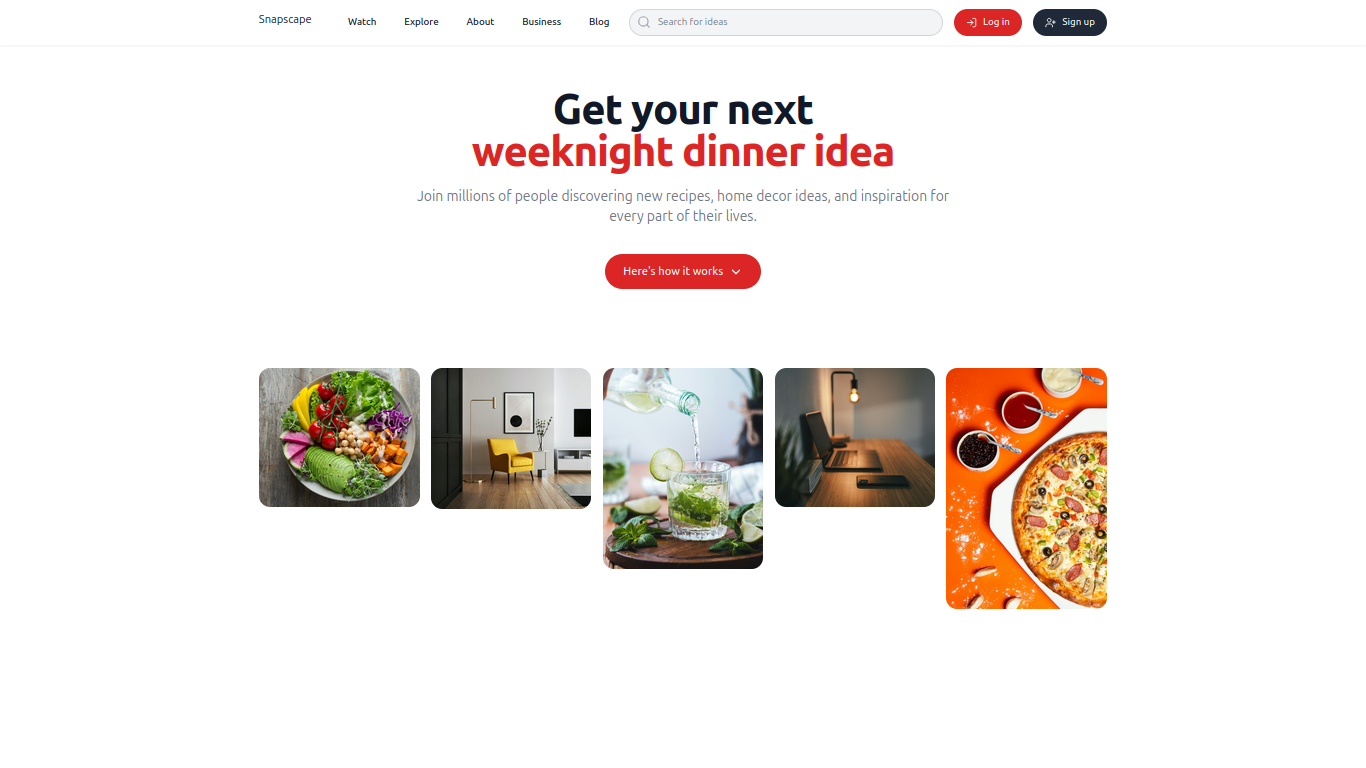 Snapscape
Watch
Explore
About
Business
Blog
Search for ideas
Log in
Sign up
Get your next
weeknight dinner idea
Join millions of people discovering new recipes, home decor ideas, and inspiration for
every part of their lives.
Here's how it works